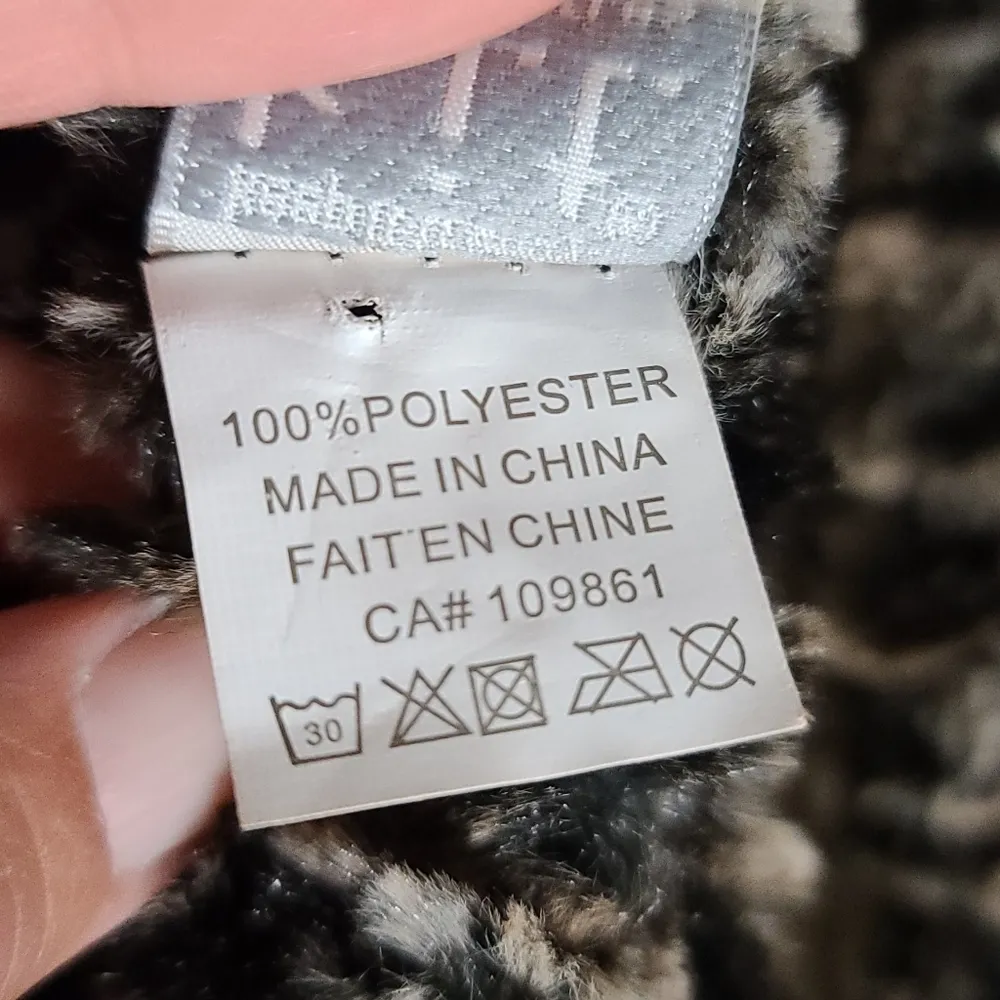 100%POLYESTER
MADE IN CHINA
FAIT EN CHINE
CA# 109861
30